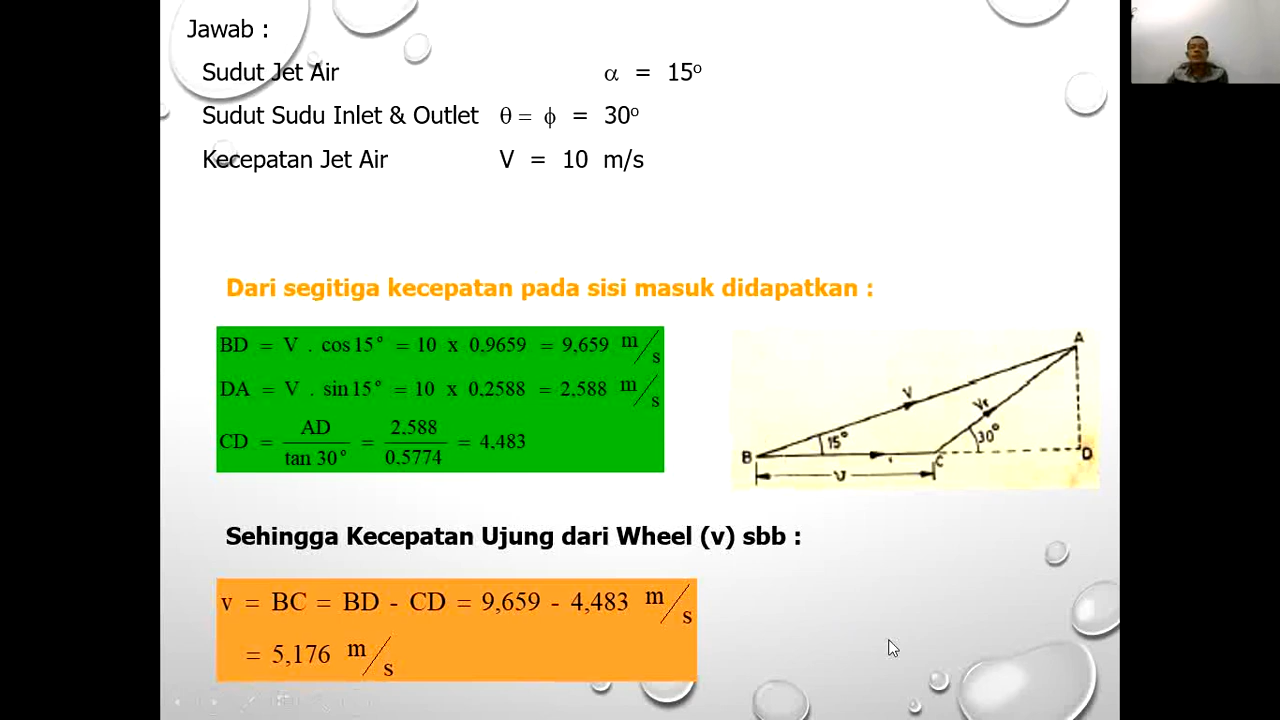 Jawab :
Sudut Jet Air α = 15º
Sudut Sudu Inlet & Outlet θ = ϕ = 30º
Kecepatan Jet Air V = 10 m/s
Dari segitiga kecepatan pada sisi masuk didapatkan :
BD = V . cos 15° = 10 x 0,9659 = 9,659 m/s
DA = V . sin 15° = 10 x 0,2588 = 2,588 m/s
CD = AD / tan 30° = 2,588 / 0,5774 = 4,483
A
V
Vr
15°
30°
B
C
D
v
Sehingga Kecepatan Ujung dari Wheel (v) sbb :
v = BC = BD - CD = 9,659 - 4,483 m/s
= 5,176 m/s